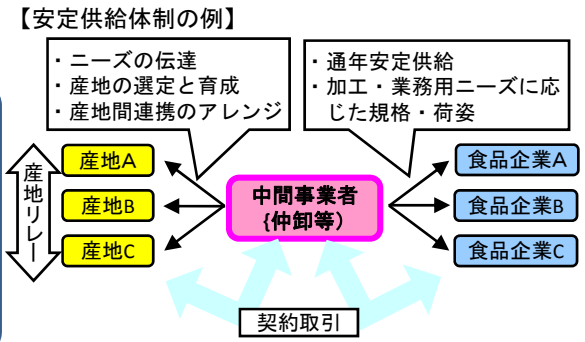 【安定供給体制の例】
・ニーズの伝達
・産地の選定と育成
・産地間連携のアレンジ
・通年安定供給
・加工・業務用ニーズに応
じた規格・荷姿
産地リレー
産地A
産地B
産地C
中間事業者
{仲卸等）
食品企業A
食品企業B
食品企業C
契約取引